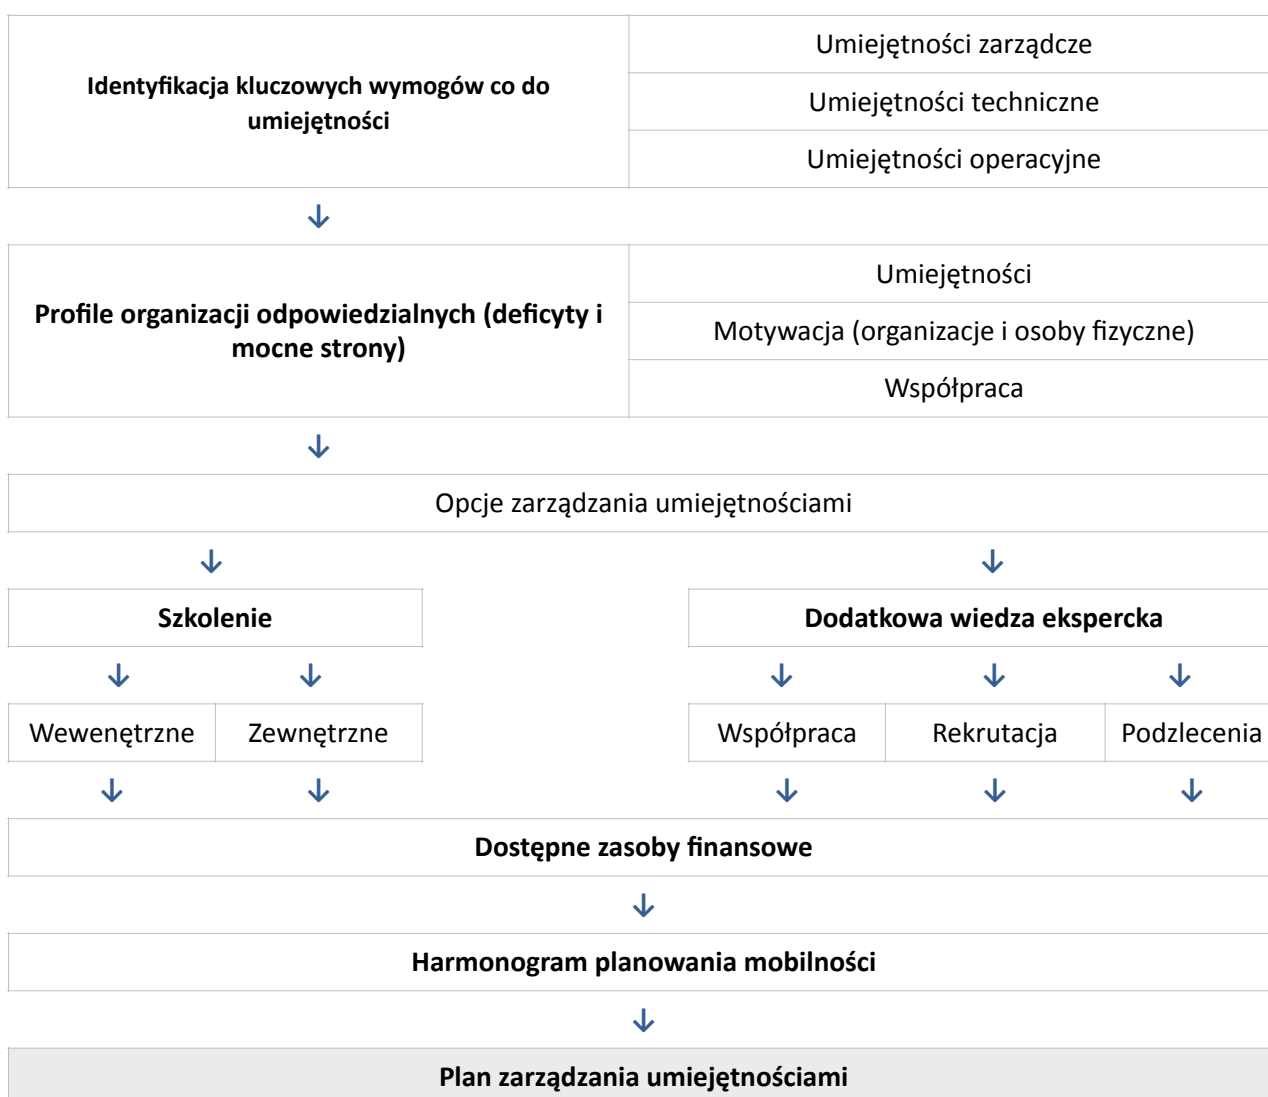 Identyfikacja kluczowych wymogów co do
umiejętności
Umiejętności zarządcze
Umiejętności techniczne
Umiejętności operacyjne
Profile organizacji odpowiedzialnych (deficyty i
mocne strony)
Umiejętności
Motywacja (organizacje i osoby fizyczne)
Współpraca
Opcje zarządzania umiejętnościami
Szkolenie
Dodatkowa wiedza ekspercka
Wewenętrzne
Zewnętrzne
Współpraca
Rekrutacja
Podzlecenia
Dostępne zasoby finansowe
Harmonogram planowania mobilności
Plan zarządzania umiejętnościami